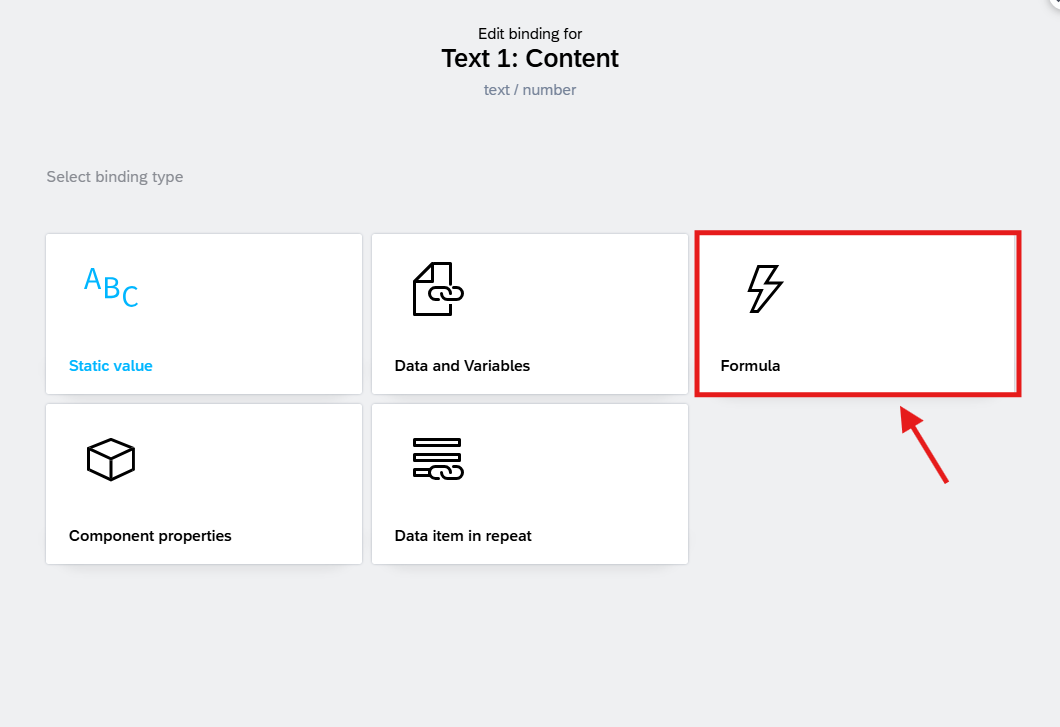 Edit binding for
Text 1: Content
text / number
Select binding type
ABC
Static value
Data and Variables
Formula
Component properties
Data item in repeat